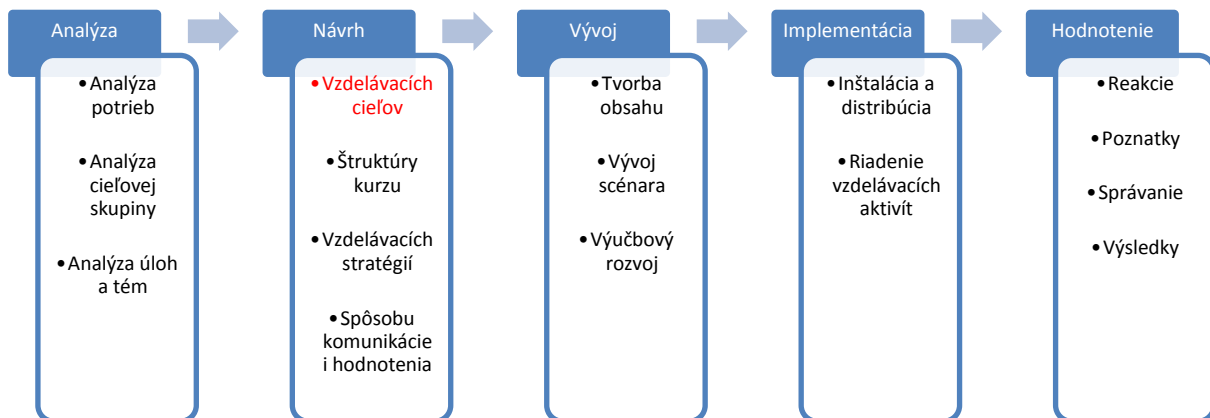 Analýza
•Analýza
potrieb
•Analýza
cieľovej
skupiny
•Analýza úloh
a tém
Návrh
•Vzdelávacích
cieľov
•Štruktúry
kurzu
•Vzdelávacích
stratégií
•Spôsobu
komunikácie
i hodnotenia
Vývoj
•Tvorba
obsahu
•Vývoj
scénara
•Výučbový
rozvoj
Implementácia
•Inštalácia a
distribúcia
•Riadenie
vzdelávacích
aktivít
Hodnotenie
•Reakcie
•Poznatky
•Správanie
•Výsledky